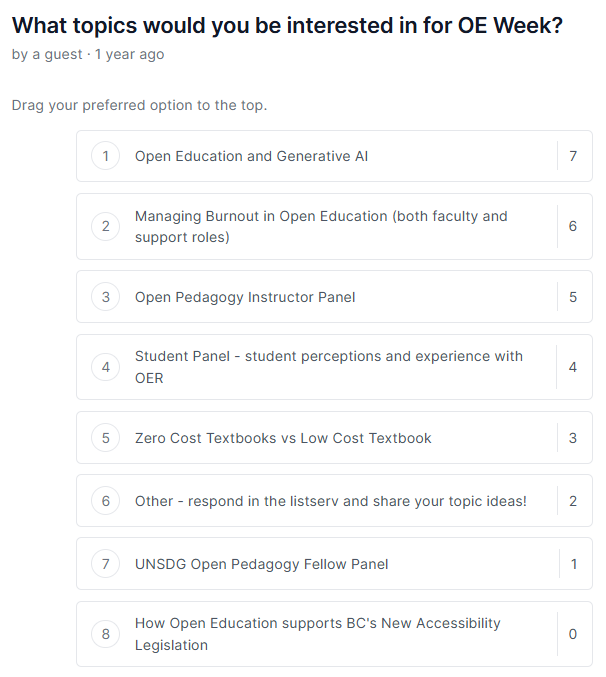 What topics would you be interested in for OE Week?
by a guest · 1 year ago
Drag your preferred option to the top.
1 Open Education and Generative AI 7
2 Managing Burnout in Open Education (both faculty and
support roles) 6
3 Open Pedagogy Instructor Panel 5
4 Student Panel - student perceptions and experience with
OER 4
5 Zero Cost Textbooks vs Low Cost Textbook 3
6 Other - respond in the listserv and share your topic ideas! 2
7 UNSDG Open Pedagogy Fellow Panel 1
8 How Open Education supports BC's New Accessibility
Legislation 0